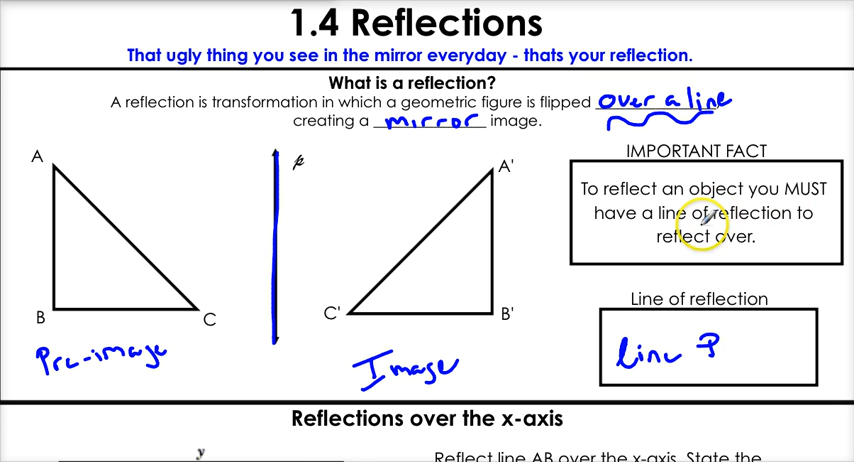 1.4 Reflections
That ugly thing you see in the mirror everyday - thats your reflection.
What is a reflection?
A reflection is transformation in which a geometric figure is flipped over a line
creating a mirror image.
IMPORTANT FACT
To reflect an object you MUST
have a line of reflection to
reflect over.
A
p
A'
B
C
C'
B'
Pre-image
Image
Line of reflection
line P
Reflections over the x-axis
y
Reflect line AB over the x-axis. State the